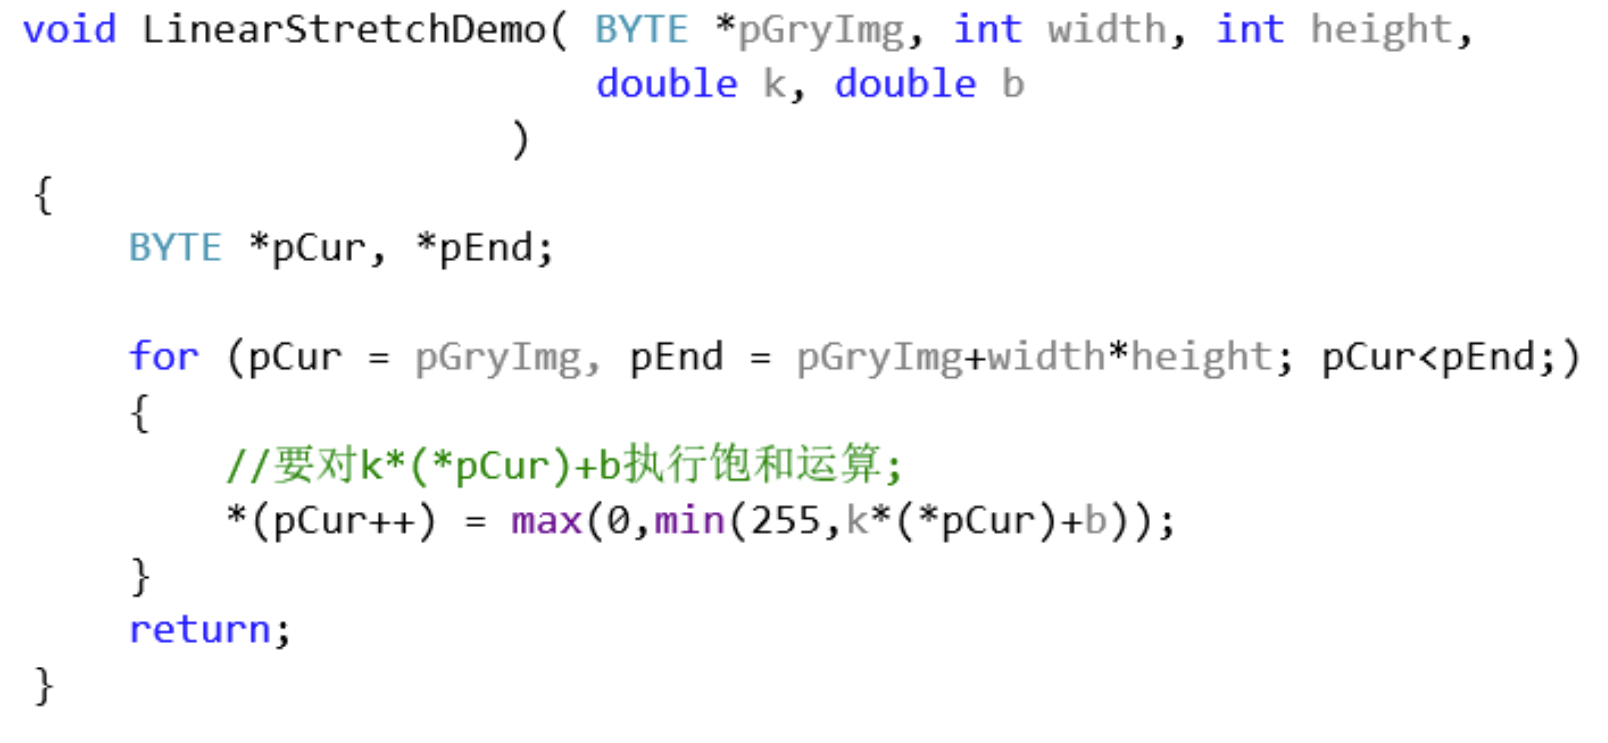 void LinearStretchDemo( BYTE *pGryImg, int width, int height,
double k, double b
)
{
BYTE *pCur, *pEnd;
for (pCur = pGryImg, pEnd = pGryImg+width*height; pCur<pEnd;)
{
//要对k*(*pCur)+b执行饱和运算;
*(pCur++) = max(0,min(255,k*(*pCur)+b));
}
return;
}